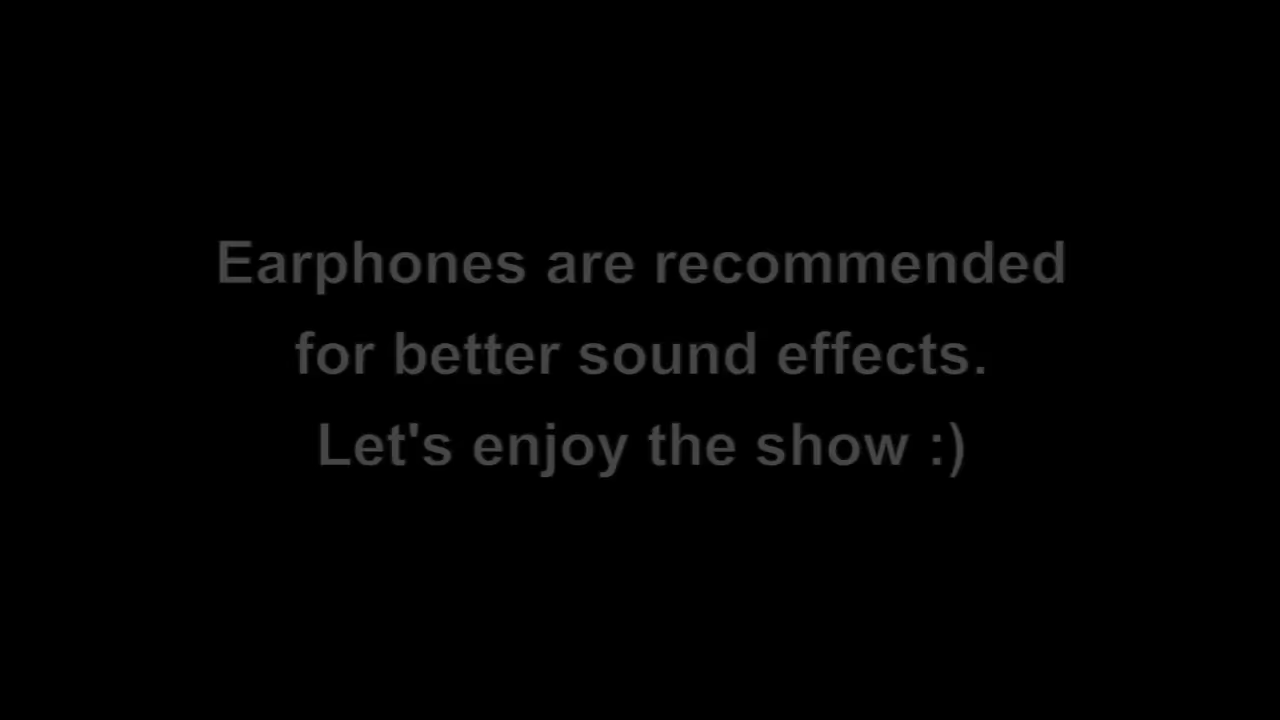 Earphones are recommended
for better sound effects.
Let's enjoy the show :)